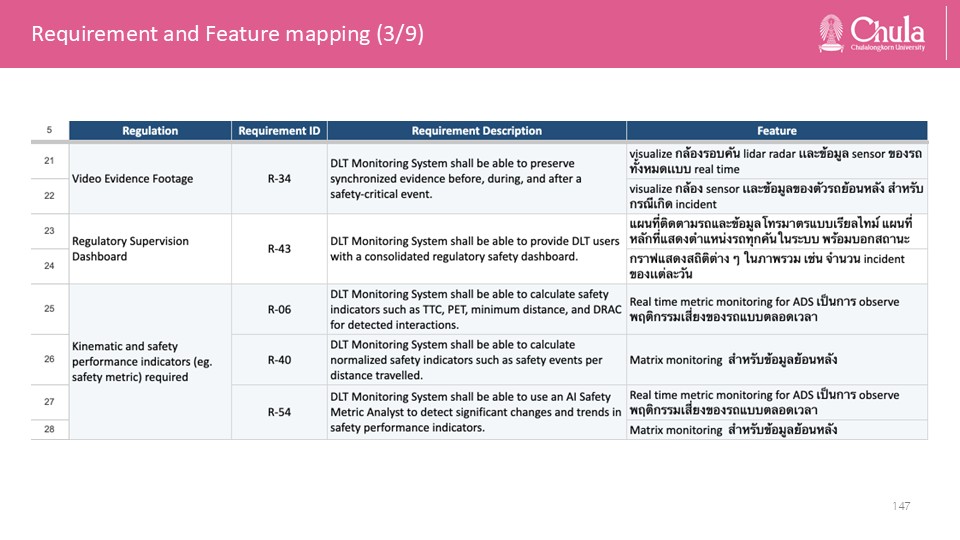 Requirement and Feature mapping (3/9)
Chula
Chulalongkorn University
5 Regulation Requirement ID Requirement Description Feature
21
22
Video Evidence Footage
R-34
DLT Monitoring System shall be able to preserve
synchronized evidence before, during, and after a
safety-critical event.
visualize กล้องรอบคัน lidar radar และข้อมูล sensor ของรถ
ทั้งหมดแบบ real time
visualize กล้อง sensor และข้อมูลของตัวรถย้อนหลัง สำหรับ
กรณีเกิด incident
23
24
Regulatory Supervision
Dashboard
R-43
DLT Monitoring System shall be able to provide DLT users
with a consolidated regulatory safety dashboard.
แผนที่ติดตามรถและข้อมูลโทรมาตรแบบเรียลไทม์ แผนที่
หลักที่แสดงตำแหน่งรถทุกคันในระบบ พร้อมบอกสถานะ
กราฟแสดงสถิติต่าง ๆ ในภาพรวม เช่น จำนวน incident
ของแต่ละวัน
Kinematic and safety
performance indicators (eg.
safety metric) required
25
R-06
DLT Monitoring System shall be able to calculate safety
indicators such as TTC, PET, minimum distance, and DRAC
for detected interactions.
Real time metric monitoring for ADS เป็นการ observe
พฤติกรรมเสี่ยงของรถแบบตลอดเวลา
26
R-40
DLT Monitoring System shall be able to calculate
normalized safety indicators such as safety events per
distance travelled.
Matrix monitoring สำหรับข้อมูลย้อนหลัง
27
28
R-54
DLT Monitoring System shall be able to use an AI Safety
Metric Analyst to detect significant changes and trends in
safety performance indicators.
Real time metric monitoring for ADS เป็นการ observe
พฤติกรรมเสี่ยงของรถแบบตลอดเวลา
Matrix monitoring สำหรับข้อมูลย้อนหลัง
147